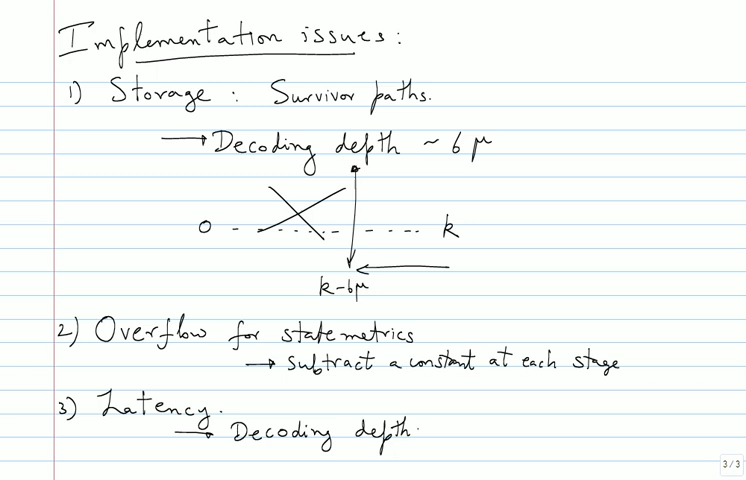 Implementation issues:
1) Storage: Survivor paths.
→ Decoding depth ~ 6μ
0 - - - - - - - - - k
k-6μ
2) Overflow for state metrics
→ Subtract a constant at each stage
3) Latency.
→ Decoding depth.
3/3